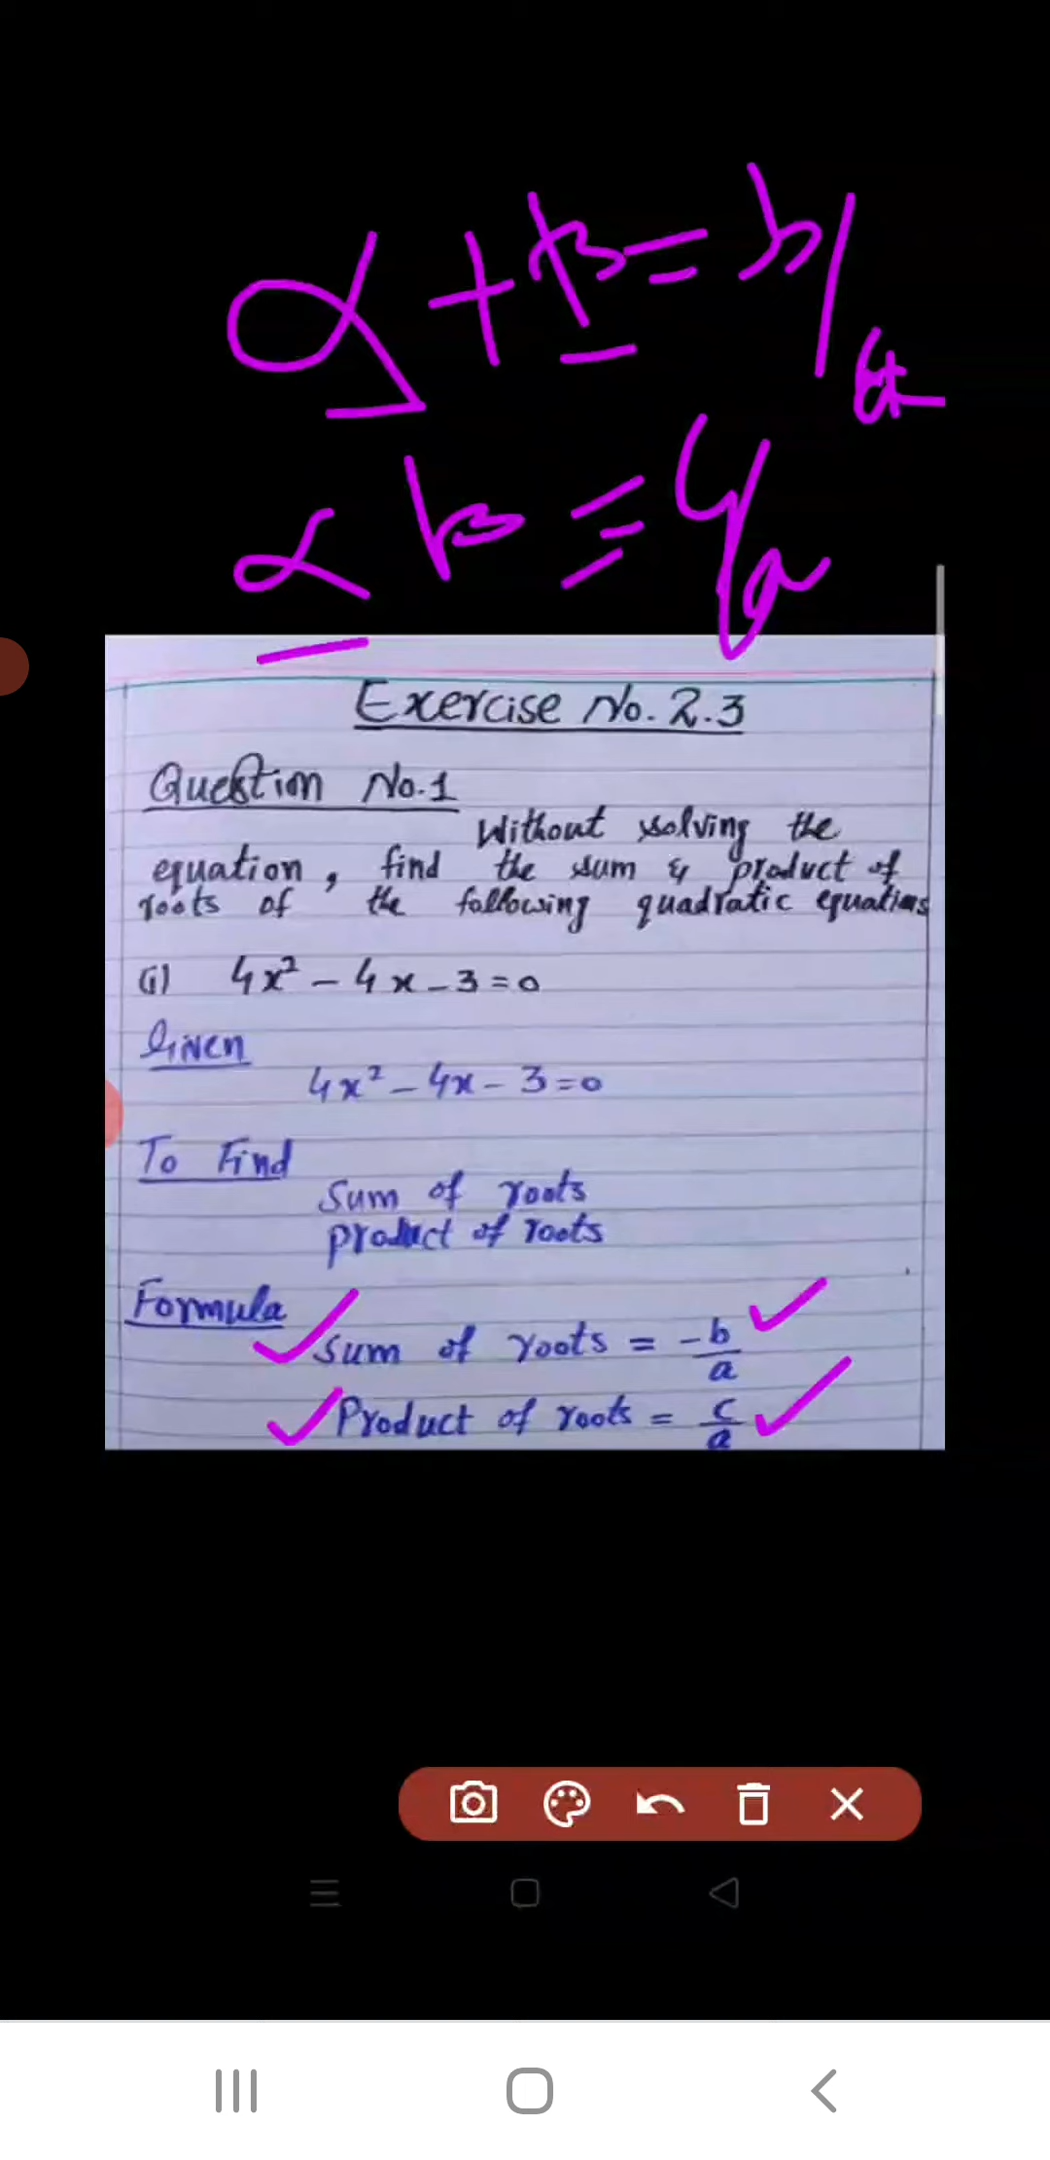 α + β = b/a
α β = c/a
Exercise No. 2.3
Question No. 1
Without solving the
equation, find the sum & product of
roots of the following quadratic equations
(i) 4x² - 4x - 3 = 0
Given
4x² - 4x - 3 = 0
To Find
Sum of roots
product of roots
Formula
Sum of roots = -b/a
Product of roots = c/a